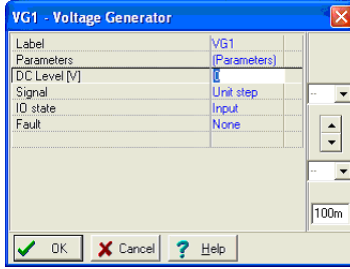 VG1 - Voltage Generator
Label VG1
Parameters (Parameters)
DC Level [V] 0
Signal Unit step
IO state Input
Fault None
--
--
100m
OK Cancel ? Help